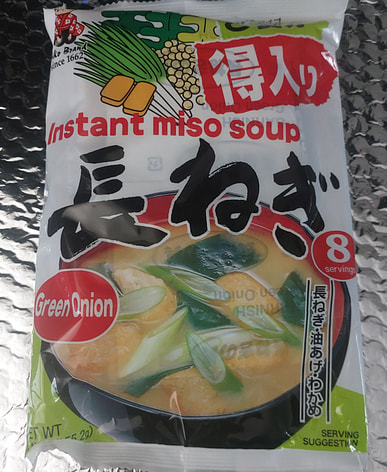 Since 1662
得入り
Instant miso soup
長ねぎ
8
servings
Green Onion
長ねぎ・油あげ・わかめ
SERVING
SUGGESTION